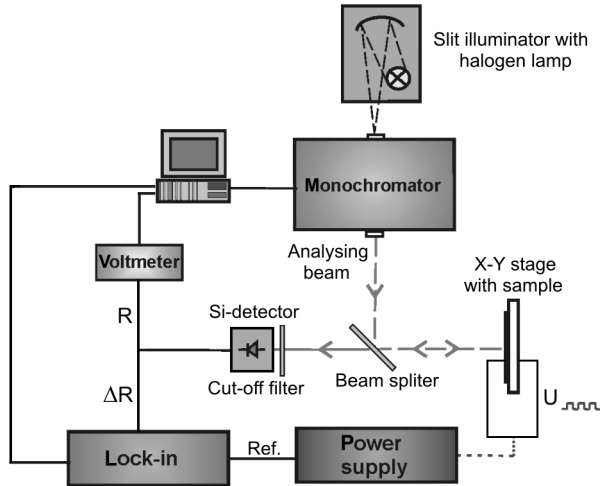 Slit illuminator with
halogen lamp
Monochromator
Analysing
beam
Voltmeter
X-Y stage
with sample
R
Si-detector
Cut-off filter
Beam spliter
ΔR
U
Lock-in
Ref.
Power
supply